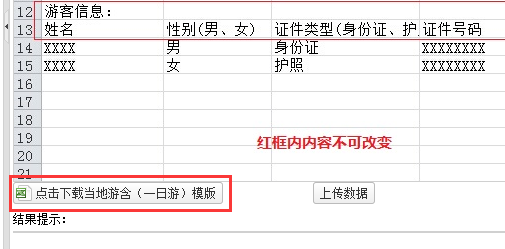 12 游客信息:
13 姓名 性别(男、女) 证件类型(身份证、护 证件号码
14 XXXX 男 身份证 XXXXXXXX
15 XXXX 女 护照 XXXXXXXX
16
17
18
19 红框内内容不可改变
20
21
点击下载当地游含（一日游）模版 上传数据
结果提示：